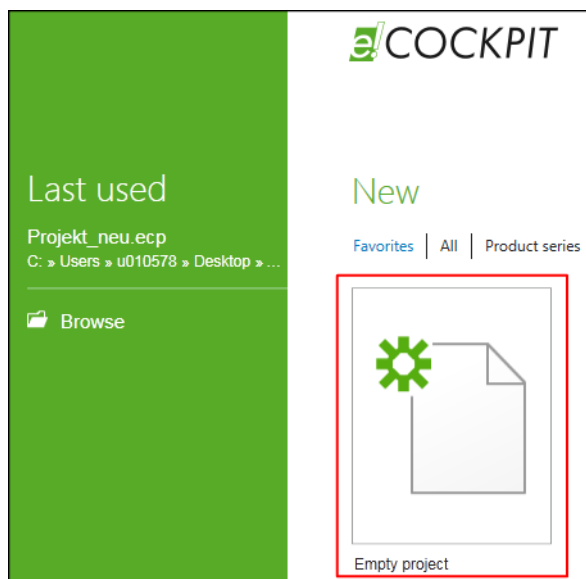 e!COCKPIT
Last used
Projekt_neu.ecp
C: » Users » u010578 » Desktop » ...
Browse
New
Favorites | All | Product series
Empty project